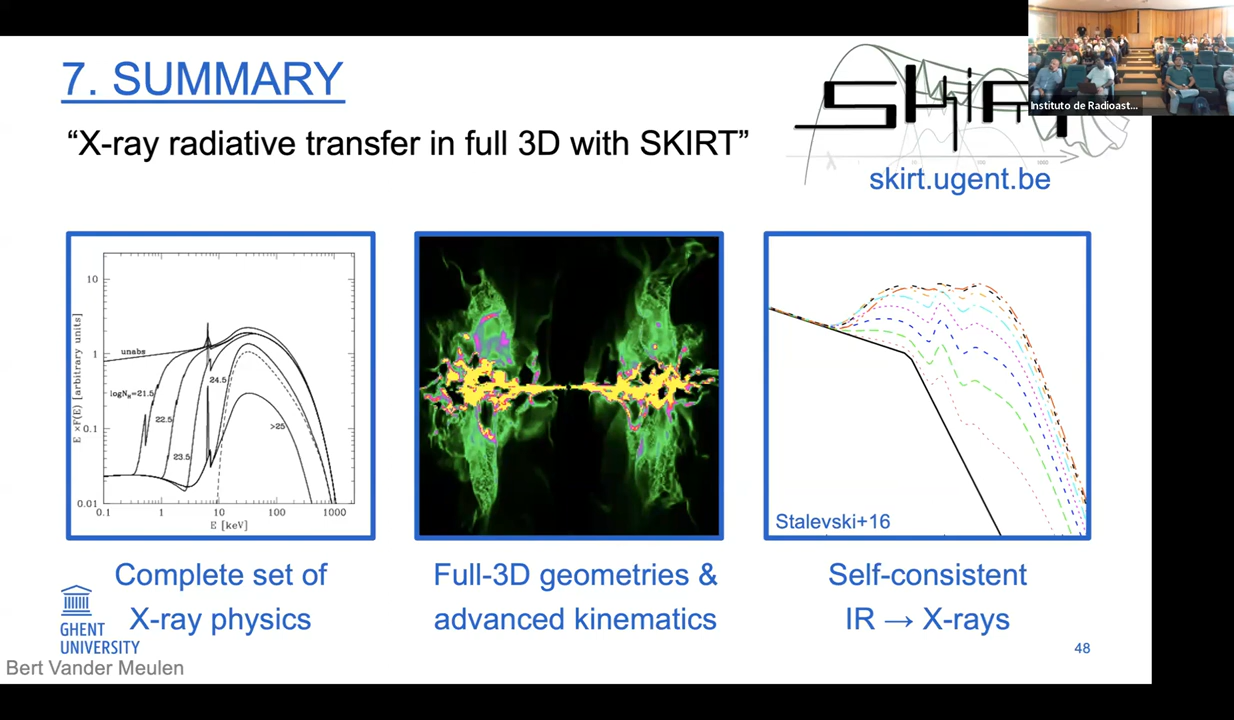 7. SUMMARY
“X-ray radiative transfer in full 3D with SKIRT”
SKIRT
λ
1000
Instituto de Radioast...
skirt.ugent.be
10
1
0.1
0.01
E ×F(E) [arbitrary units]
unabs
logN_H=21.5
22.5
23.5
24.5
>25
0.1 1 10 100 1000
E [keV]
Stalevski+16
Complete set of
X-ray physics
Full-3D geometries &
advanced kinematics
Self-consistent
IR → X-rays
GHENT
UNIVERSITY
48
Bert Vander Meulen